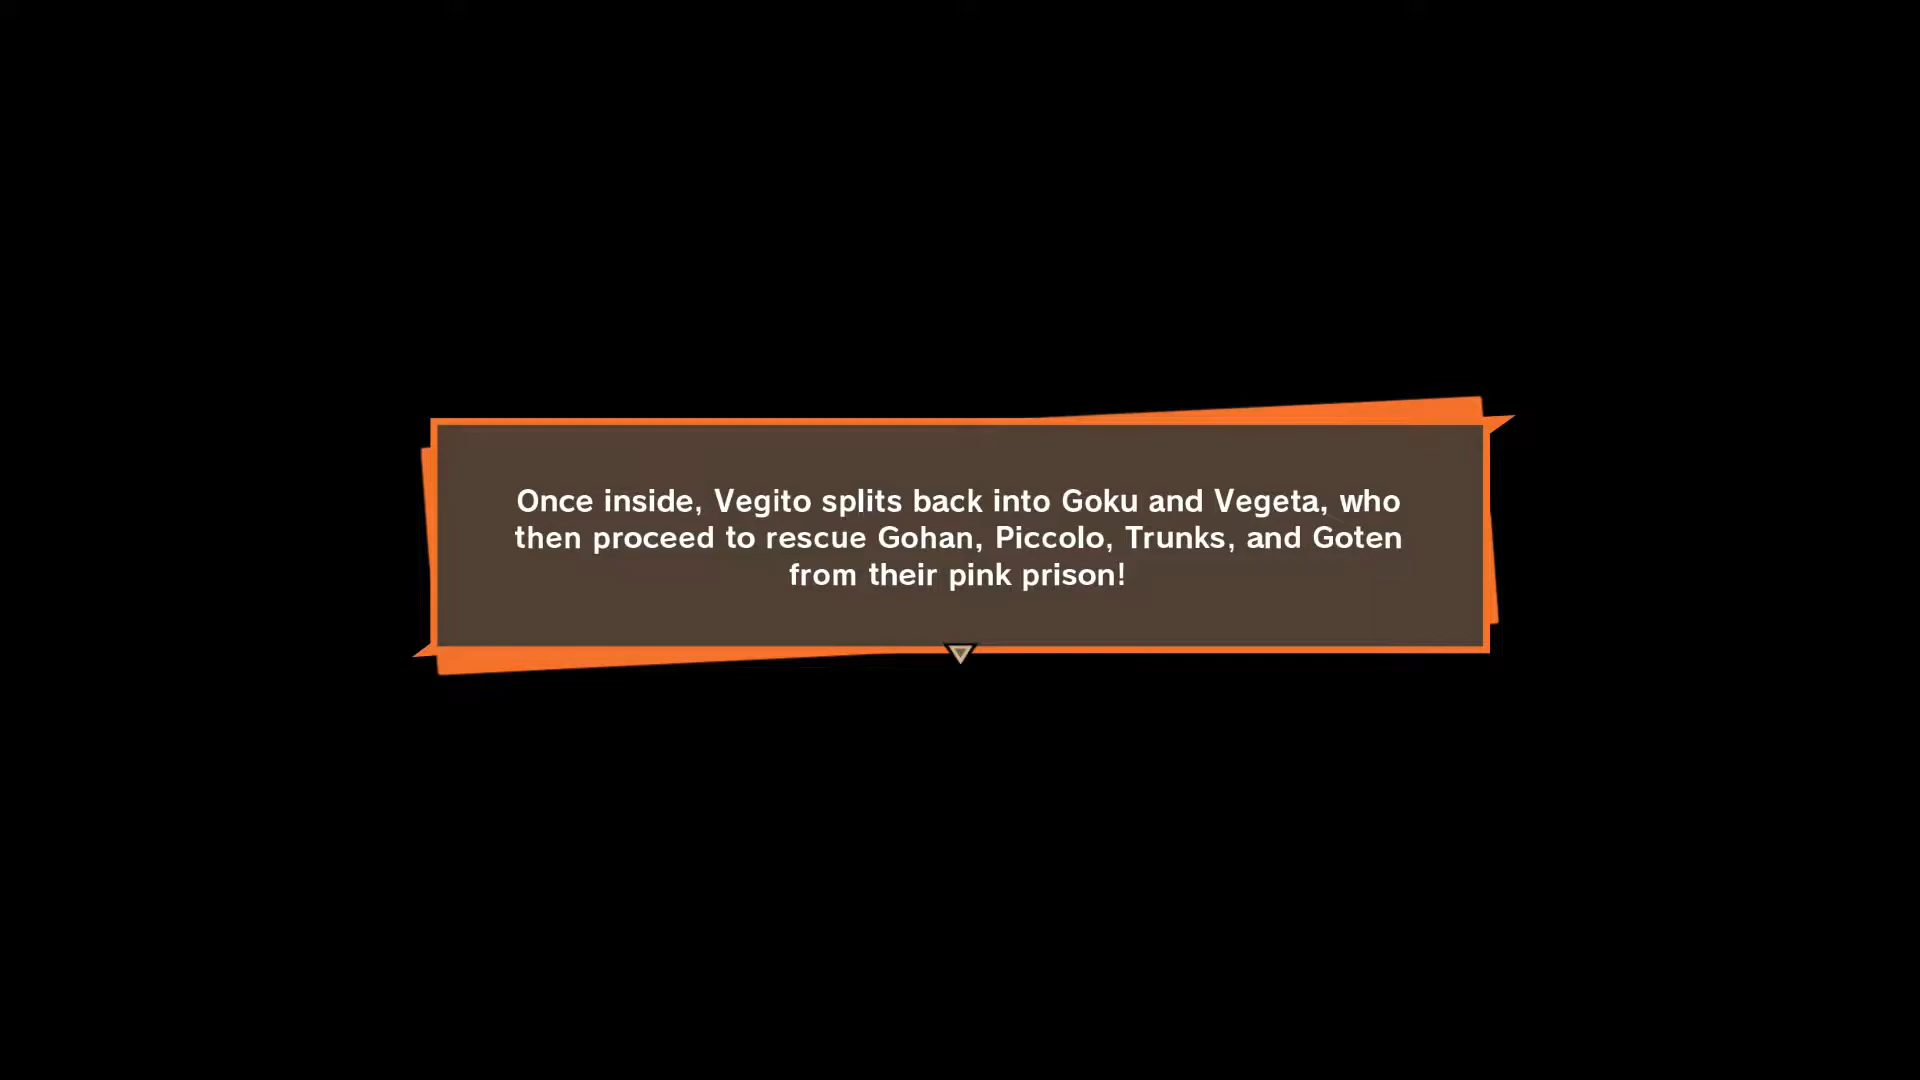 Once inside, Vegito splits back into Goku and Vegeta, who
then proceed to rescue Gohan, Piccolo, Trunks, and Goten
from their pink prison!